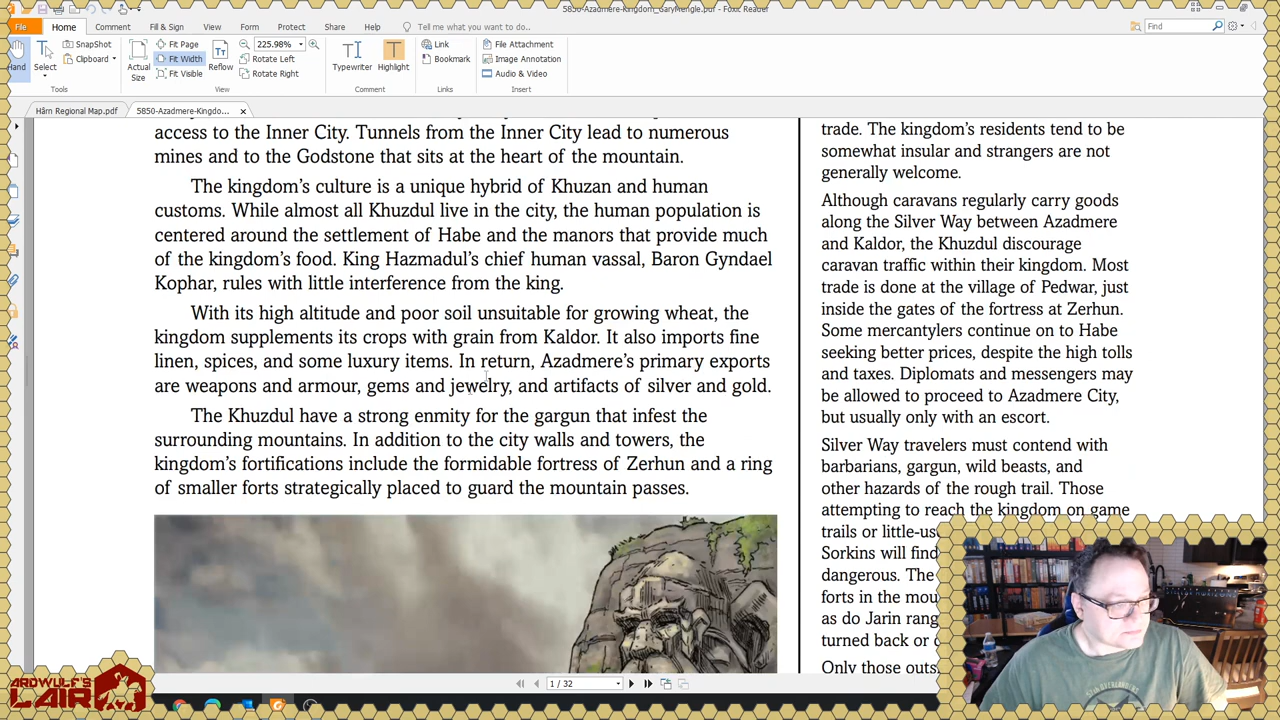 5850-Azadmere-Kingdom_GaryMengle.pdf - Foxit Reader
File Home Comment View Form Protect Share Help Tell me what you want to do...
Find
SnapShot
Clipboard
Hand
Select
Actual Size
Fit Page
Fit Width
Fit Visible
Reflow
225.98%
Rotate Left
Rotate Right
Typewriter
Highlight
Link
Bookmark
File Attachment
Image Annotation
Audio & Video
Tools
View
Comment
Links
Insert
Hârn Regional Map.pdf
5850-Azadmere-Kingdo...
access to the Inner City. Tunnels from the Inner City lead to numerous
mines and to the Godstone that sits at the heart of the mountain.
The kingdom's culture is a unique hybrid of Khuzan and human
customs. While almost all Khuzdul live in the city, the human population is
centered around the settlement of Habe and the manors that provide much
of the kingdom's food. King Hazmadul's chief human vassal, Baron Gyndael
Kophar, rules with little interference from the king.
With its high altitude and poor soil unsuitable for growing wheat, the
kingdom supplements its crops with grain from Kaldor. It also imports fine
linen, spices, and some luxury items. In return, Azadmere's primary exports
are weapons and armour, gems and jewelry, and artifacts of silver and gold.
The Khuzdul have a strong enmity for the gargun that infest the
surrounding mountains. In addition to the city walls and towers, the
kingdom's fortifications include the formidable fortress of Zerhun and a ring
of smaller forts strategically placed to guard the mountain passes.
trade. The kingdom's residents tend to be
somewhat insular and strangers are not
generally welcome.
Although caravans regularly carry goods
along the Silver Way between Azadmere
and Kaldor, the Khuzdul discourage
caravan traffic within their kingdom. Most
trade is done at the village of Pedwar, just
inside the gates of the fortress at Zerhun.
Some mercantylers continue on to Habe
seeking better prices, despite the high tolls
and taxes. Diplomats and messengers may
be allowed to proceed to Azadmere City,
but usually only with an escort.
Silver Way travelers must contend with
barbarians, gargun, wild beasts, and
other hazards of the rough trail. Those
attempting to reach the kingdom on game
trails or little-us
Sorkins will find
dangerous. The
forts in the mou
as do Jarin rang
turned back or
Only those outs
1 / 32
ARDWULF'S
LAIR